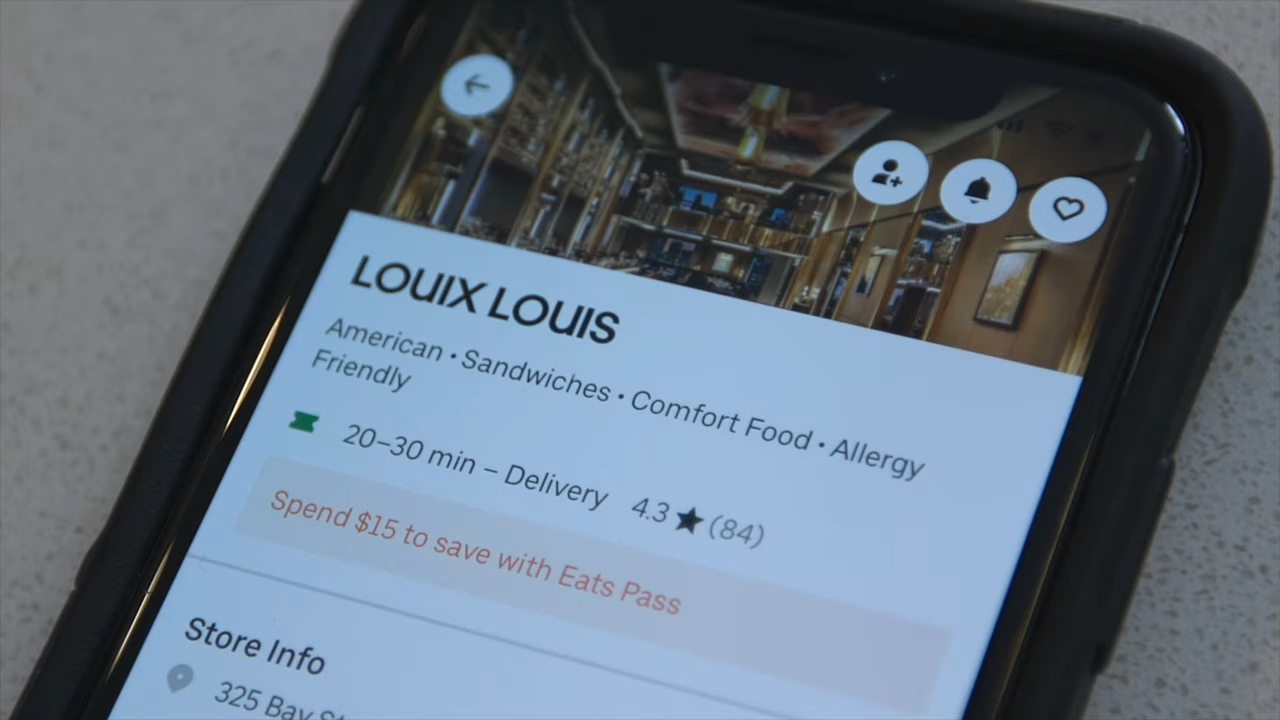 LOUIX LOUIS
American • Sandwiches • Comfort Food • Allergy
Friendly
20–30 min – Delivery 4.3 ★ (84)
Spend $15 to save with Eats Pass
Store Info
325 Bay St